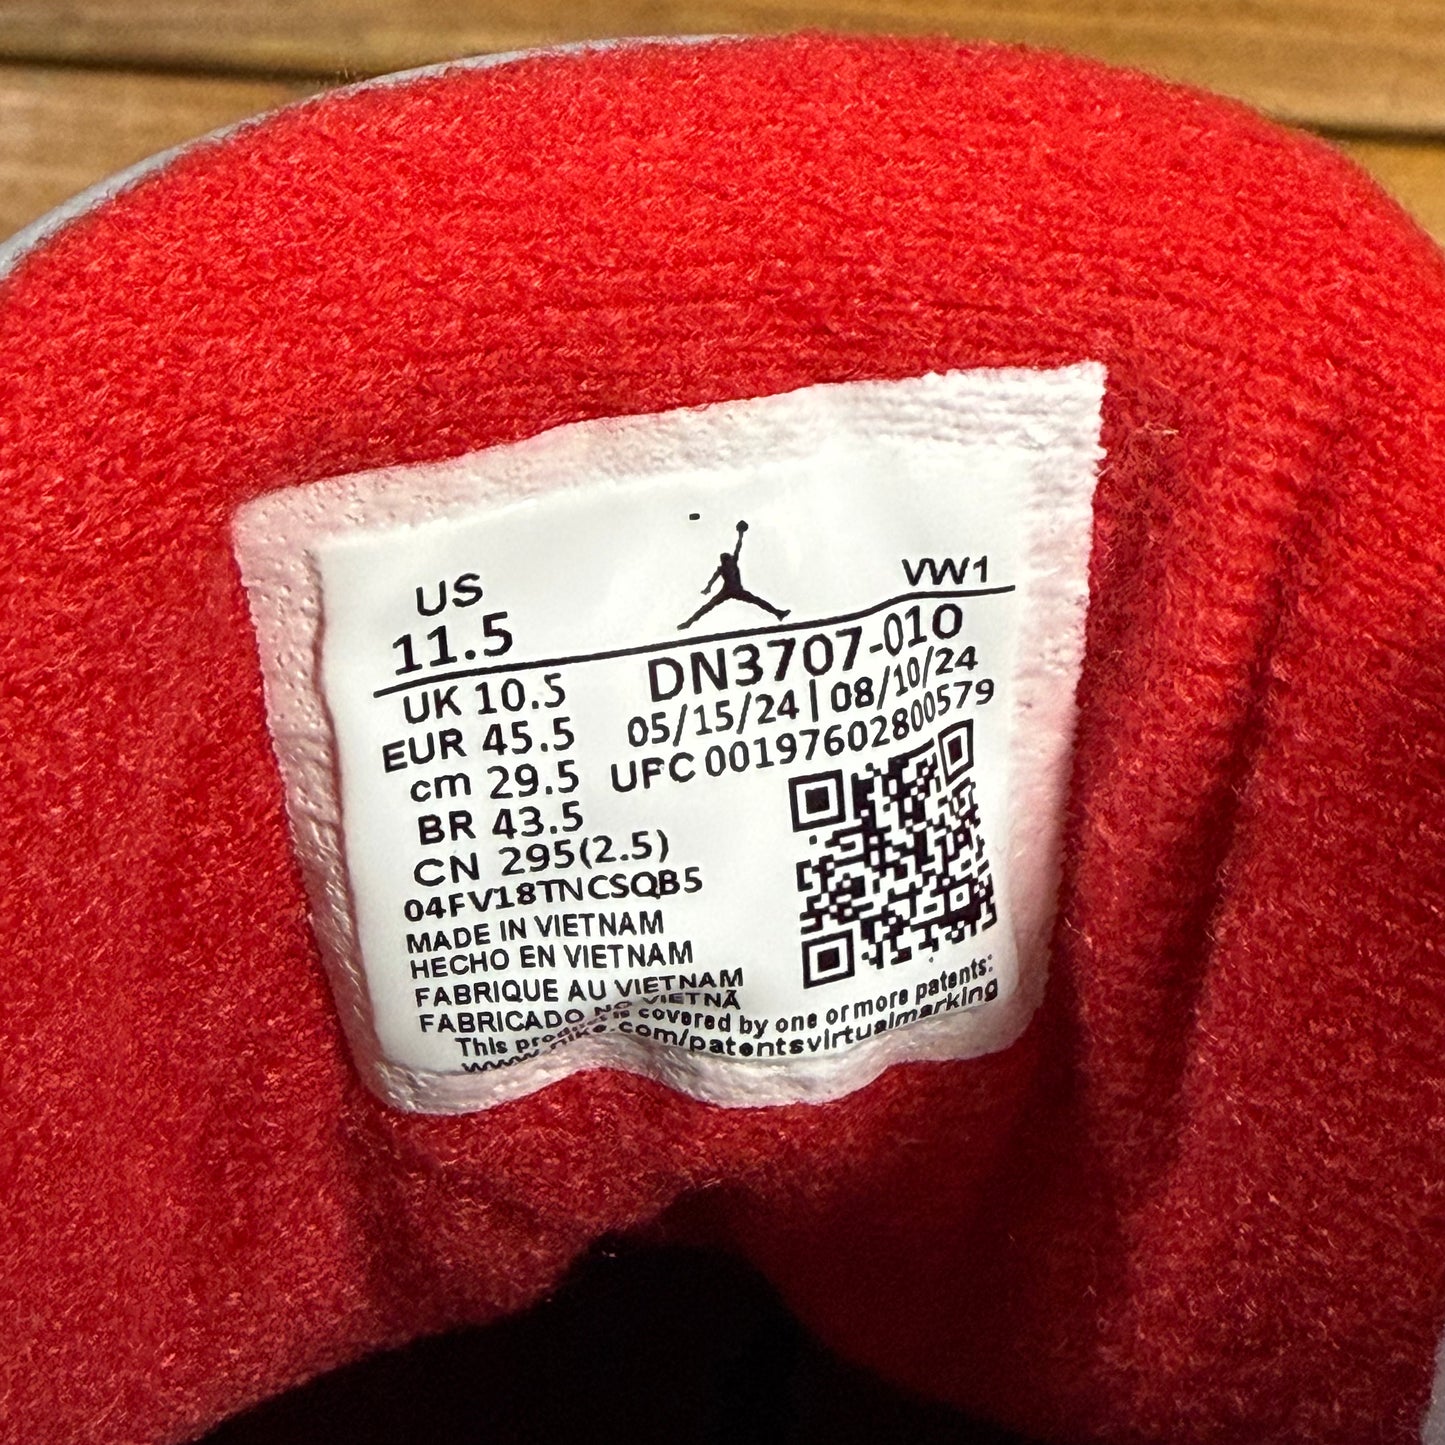 US
11.5
VW1
UK 10.5
EUR 45.5
cm 29.5
BR 43.5
CN 295(2.5)
04FV18TNCSQB5
MADE IN VIETNAM
HECHO EN VIETNAM
FABRIQUE AU VIETNAM
FABRICADO NO VIETNÃ
DN3707-010
05/15/24 | 08/10/24
UFC 00197602800579
This product is covered by one or more patents:
www.nike.com/patentsvirtualmarking